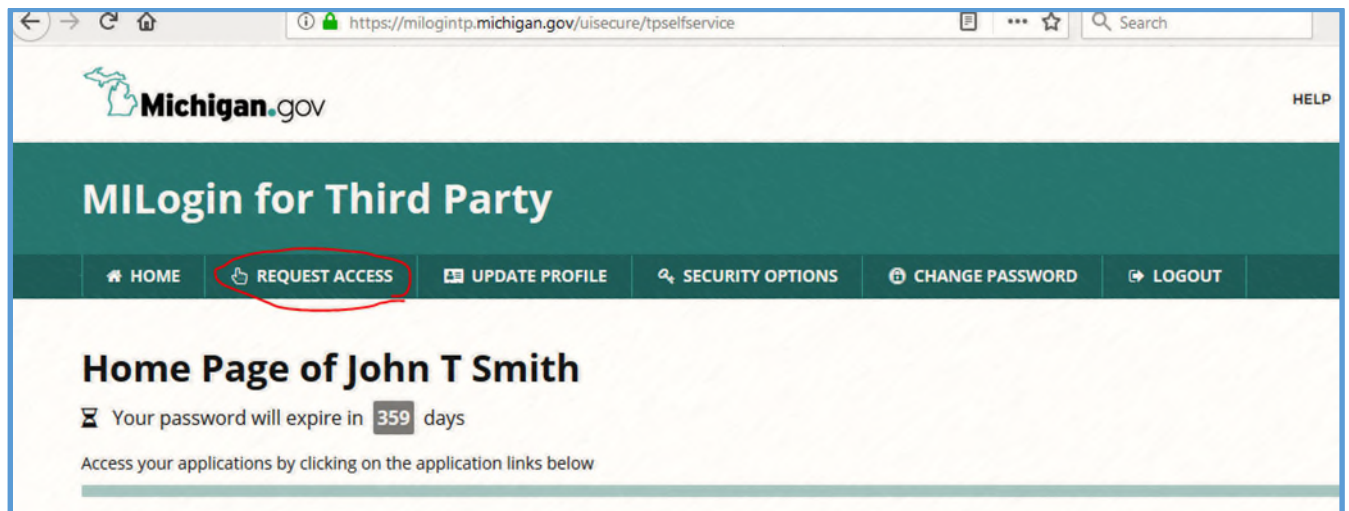 https://milogintp.michigan.gov/uisecure/tpselfservice
Search
Michigan.gov
HELP
MILogin for Third Party
HOME REQUEST ACCESS UPDATE PROFILE SECURITY OPTIONS CHANGE PASSWORD LOGOUT
Home Page of John T Smith
Your password will expire in 359 days
Access your applications by clicking on the application links below